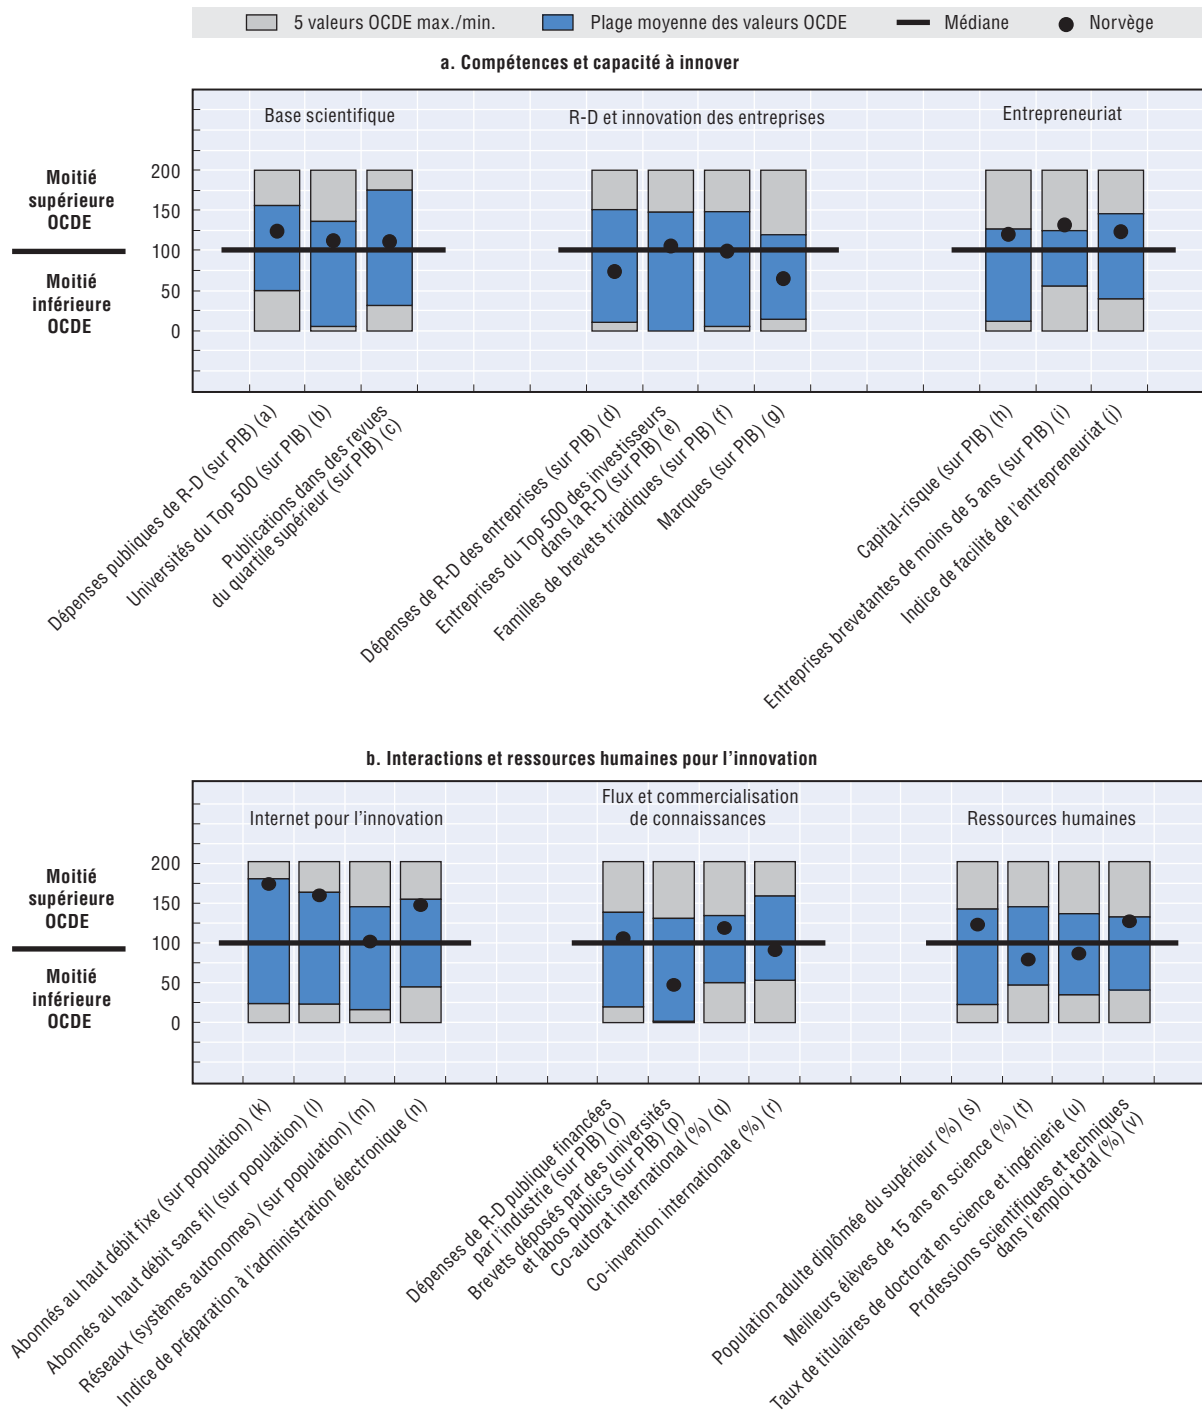 5 valeurs OCDE max./min.
Plage moyenne des valeurs OCDE
Médiane
Norvège
a. Compétences et capacité à innover
Base scientifique
R-D et innovation des entreprises
Entrepreneuriat
Moitié
supérieure
OCDE
Moitié
inférieure
OCDE
200
150
100
50
0
Dépenses publiques de R-D (sur PIB) (a)
Universités du Top 500 (sur PIB) (b)
Publications dans des revues
du quartile supérieur (sur PIB) (c)
Dépenses de R-D des entreprises (sur PIB) (d)
Entreprises du Top 500 des investisseurs
dans la R-D (sur PIB) (e)
Familles de brevets triadiques (sur PIB) (f)
Marques (sur PIB) (g)
Capital-risque (sur PIB) (h)
Entreprises brevetantes de moins de 5 ans (sur PIB) (i)
Indice de facilité de l'entrepreneuriat (j)
b. Interactions et ressources humaines pour l'innovation
Internet pour l'innovation
Flux et commercialisation
de connaissances
Ressources humaines
Moitié
supérieure
OCDE
Moitié
inférieure
OCDE
200
150
100
50
0
Abonnés au haut débit fixe (sur population) (k)
Abonnés au haut débit sans fil (sur population) (l)
Réseaux (systèmes autonomes) (sur population) (m)
Indice de préparation à l'administration électronique (n)
Dépenses de R-D publique financées
par l'industrie (sur PIB) (o)
Brevets déposés par des universités
et labos publics (sur PIB) (p)
Co-autorat international (%) (q)
Co-invention internationale (%) (r)
Population adulte diplômée du supérieur (%) (s)
Meilleurs élèves de 15 ans en science (%) (t)
Taux de titulaires de doctorat en science et ingénierie (u)
Professions scientifiques et techniques
dans l'emploi total (%) (v)